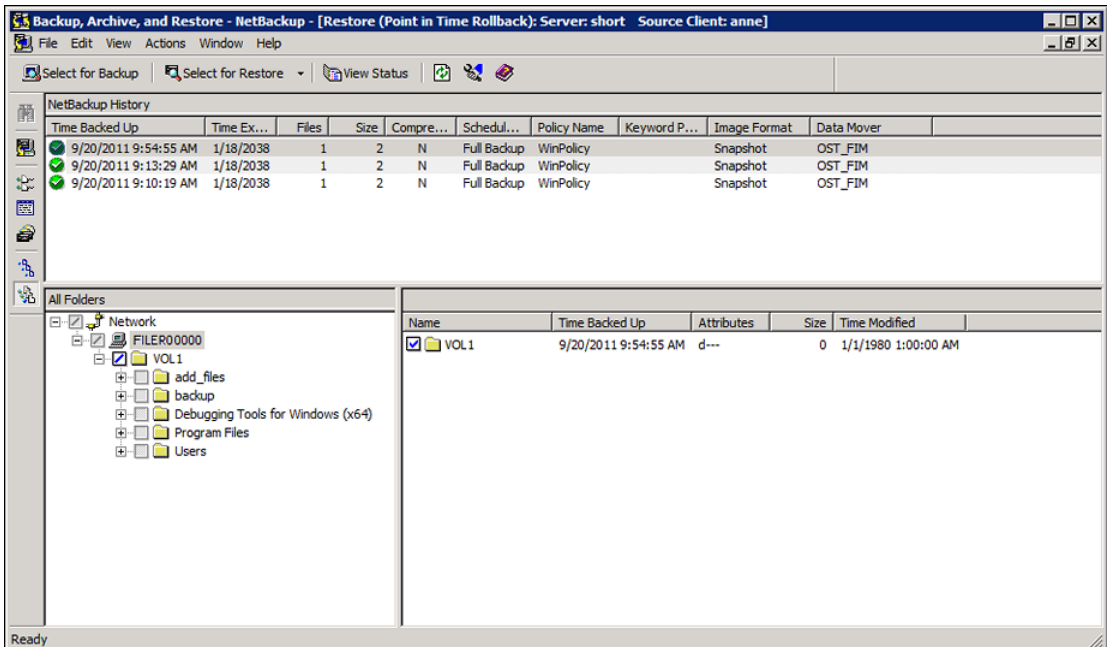 Backup, Archive, and Restore - NetBackup - [Restore (Point in Time Rollback): Server: short Source Client: anne]
File Edit View Actions Window Help
Select for Backup Select for Restore View Status
NetBackup History
Time Backed Up Time Ex... Files Size Compre... Schedul... Policy Name Keyword P... Image Format Data Mover
9/20/2011 9:54:55 AM 1/18/2038 1 2 N Full Backup WinPolicy Snapshot OST_FIM
9/20/2011 9:13:29 AM 1/18/2038 1 2 N Full Backup WinPolicy Snapshot OST_FIM
9/20/2011 9:10:19 AM 1/18/2038 1 2 N Full Backup WinPolicy Snapshot OST_FIM
All Folders
Network
FILER00000
VOL1
add_files
backup
Debugging Tools for Windows (x64)
Program Files
Users
Name Time Backed Up Attributes Size Time Modified
VOL1 9/20/2011 9:54:55 AM d--- 0 1/1/1980 1:00:00 AM
Ready